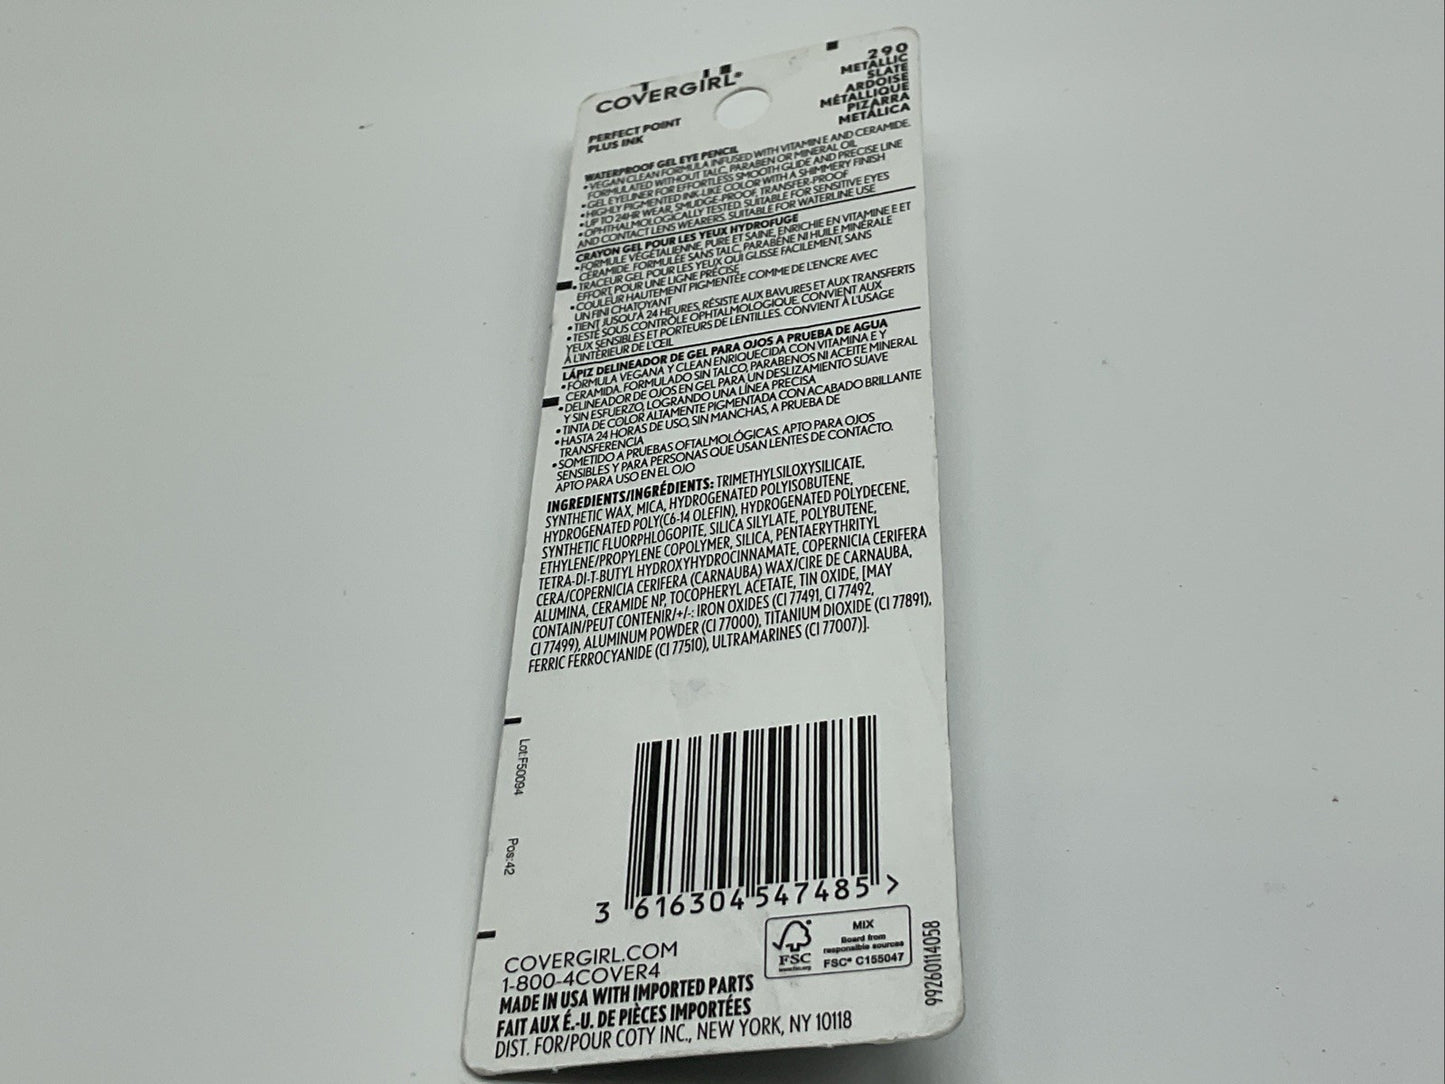 COVERGIRL®
290
METALLIC
SLATE
ARDOISE
MÉTALLIQUE
PIZARRA
METÁLICA
PERFECT POINT
PLUS INK
WATERPROOF GEL EYE PENCIL
• VEGAN CLEAN FORMULA INFUSED WITH VITAMIN E AND CERAMIDE.
FORMULATED WITHOUT TALC, PARABEN OR MINERAL OIL
• GEL EYELINER FOR EFFORTLESS SMOOTH GLIDE AND PRECISE LINE
• HIGHLY PIGMENTED INK-LIKE COLOR WITH A SHIMMERY FINISH
• UP TO 24HR WEAR, SMUDGE-PROOF, TRANSFER-PROOF
• OPHTHALMOLOGICALLY TESTED. SUITABLE FOR SENSITIVE EYES
AND CONTACT LENS WEARERS. SUITABLE FOR WATERLINE USE
CRAYON GEL POUR LES YEUX HYDROFUGE
• FORMULE VÉGÉTALIENNE, PURE ET SAINE, ENRICHIE EN VITAMINE E ET
CÉRAMIDE. FORMULÉE SANS TALC, PARABÈNE NI HUILE MINÉRALE
• TRACEUR GEL POUR LES YEUX QUI GLISSE FACILEMENT, SANS
EFFORT, POUR UNE LIGNE PRÉCISE
• COULEUR HAUTEMENT PIGMENTÉE COMME DE L'ENCRE AVEC
UN FINI CHATOYANT
• TIENT JUSQU'À 24 HEURES, RÉSISTE AUX BAVURES ET AUX TRANSFERTS
• TESTÉ SOUS CONTRÔLE OPHTALMOLOGIQUE. CONVIENT AUX
YEUX SENSIBLES ET PORTEURS DE LENTILLES. CONVIENT À L'USAGE
À L'INTÉRIEUR DE L'ŒIL
LÁPIZ DELINEADOR DE GEL PARA OJOS A PRUEBA DE AGUA
• FÓRMULA VEGANA Y CLEAN ENRIQUECIDA CON VITAMINA E Y
CERAMIDA. FORMULADO SIN TALCO, PARABENOS NI ACEITE MINERAL
• DELINEADOR DE OJOS EN GEL PARA UN DESLIZAMIENTO SUAVE
Y SIN ESFUERZO, LOGRANDO UNA LÍNEA PRECISA
• TINTA DE COLOR ALTAMENTE PIGMENTADA CON ACABADO BRILLANTE
• HASTA 24 HORAS DE USO, SIN MANCHAS, A PRUEBA DE
TRANSFERENCIA
• SOMETIDO A PRUEBAS OFTALMOLÓGICAS. APTO PARA OJOS
SENSIBLES Y PARA PERSONAS QUE USAN LENTES DE CONTACTO.
APTO PARA USO EN EL OJO
INGREDIENTS/INGRÉDIENTS: TRIMETHYLSILOXYSILICATE,
SYNTHETIC WAX, MICA, HYDROGENATED POLYISOBUTENE,
HYDROGENATED POLY(C6-14 OLEFIN), HYDROGENATED POLYDECENE,
SYNTHETIC FLUORPHLOGOPITE, SILICA SILYLATE, POLYBUTENE,
ETHYLENE/PROPYLENE COPOLYMER, SILICA, PENTAERYTHRITYL
TETRA-DI-T-BUTYL HYDROXYHYDROCINNAMATE, COPERNICIA CERIFERA
CERA/COPERNICIA CERIFERA (CARNAUBA) WAX/CIRE DE CARNAUBA,
ALUMINA, CERAMIDE NP, TOCOPHERYL ACETATE, TIN OXIDE, [MAY
CONTAIN/PEUT CONTENIR/+/-: IRON OXIDES (CI 77491, CI 77492,
CI 77499), ALUMINUM POWDER (CI 77000), TITANIUM DIOXIDE (CI 77891),
FERRIC FERROCYANIDE (CI 77510), ULTRAMARINES (CI 77007)].
Lot:F50094
Pos:42
3 616304 547485 >
COVERGIRL.COM
1-800-4COVER4
MADE IN USA WITH IMPORTED PARTS
FAIT AUX É.-U. DE PIÈCES IMPORTÉES
DIST. FOR/POUR COTY INC., NEW YORK, NY 10118
FSC
www.fsc.org
MIX
Board from
responsible sources
FSC® C155047
99260114058